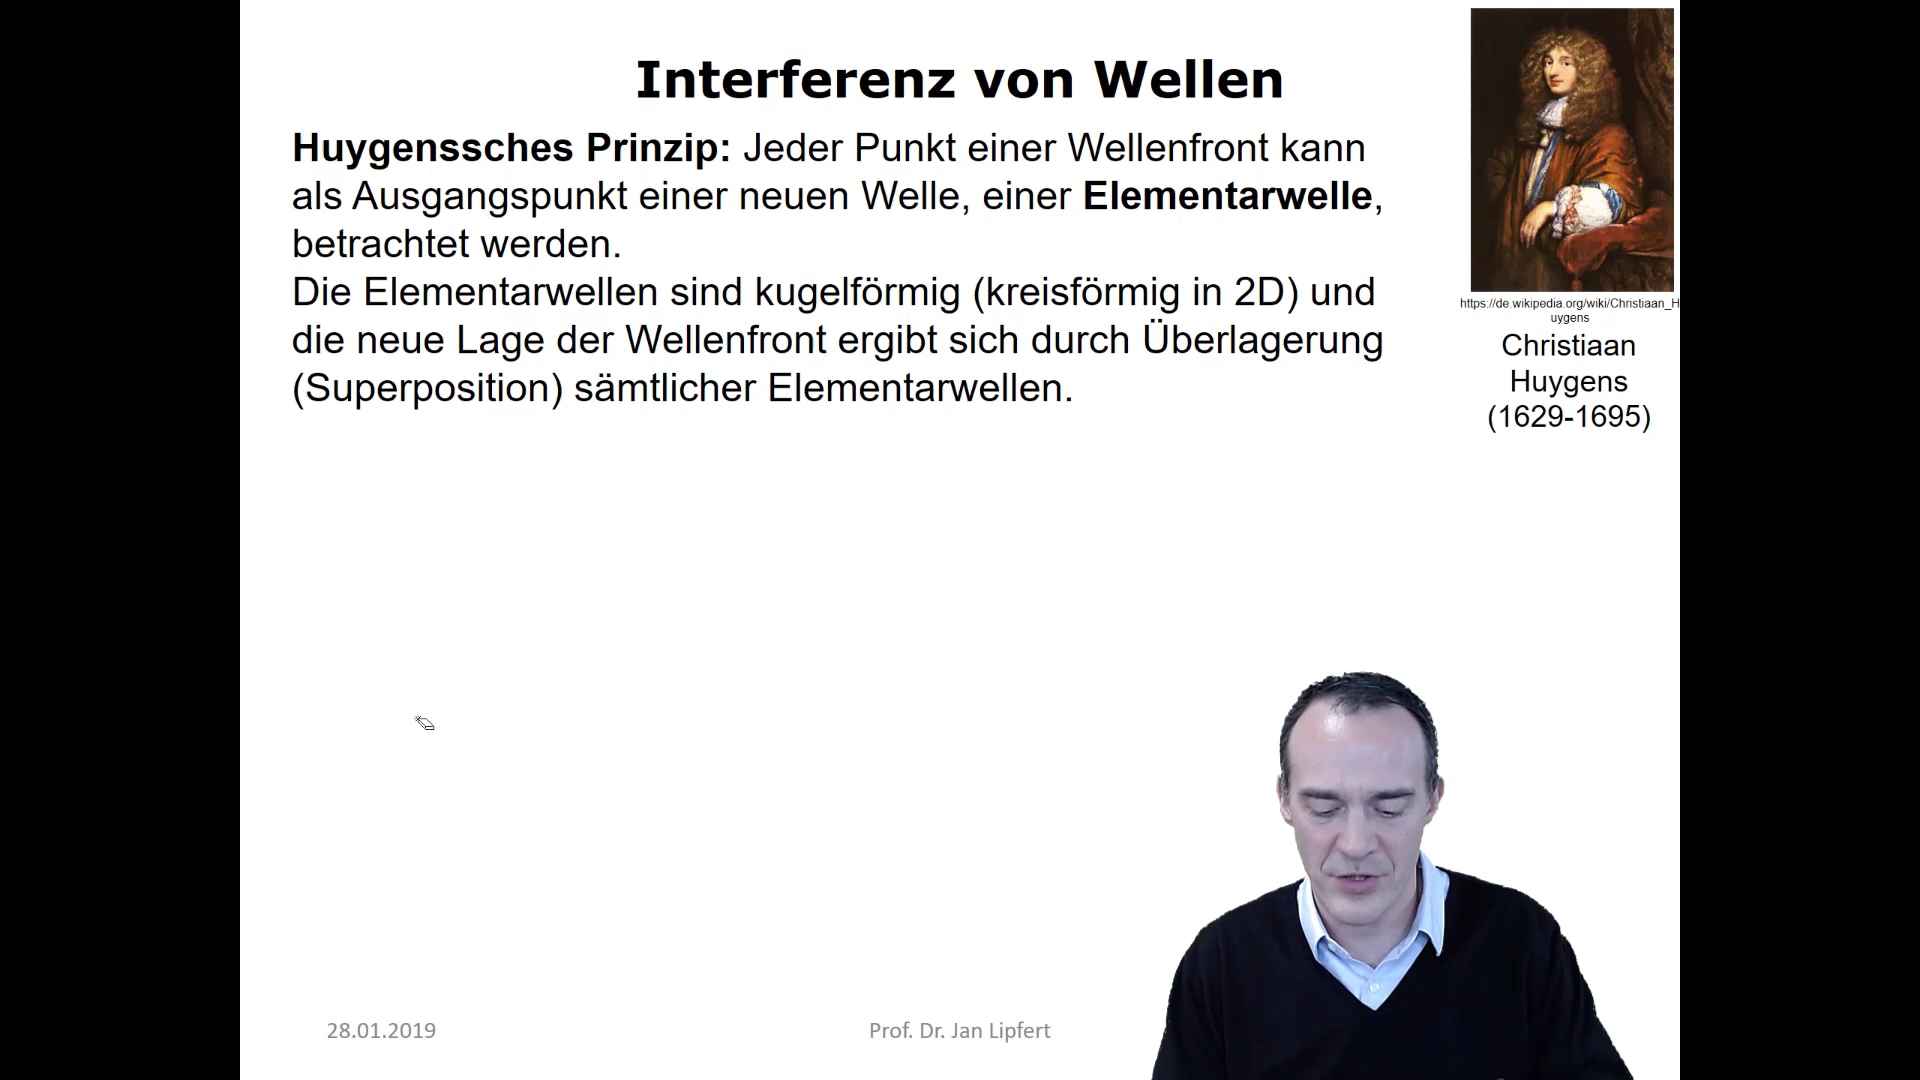 Interferenz von Wellen
Huygenssches Prinzip: Jeder Punkt einer Wellenfront kann
als Ausgangspunkt einer neuen Welle, einer Elementarwelle,
betrachtet werden.
Die Elementarwellen sind kugelförmig (kreisförmig in 2D) und
die neue Lage der Wellenfront ergibt sich durch Überlagerung
(Superposition) sämtlicher Elementarwellen.
https://de.wikipedia.org/wiki/Christiaan_H
uygens
Christiaan
Huygens
(1629-1695)
28.01.2019
Prof. Dr. Jan Lipfert